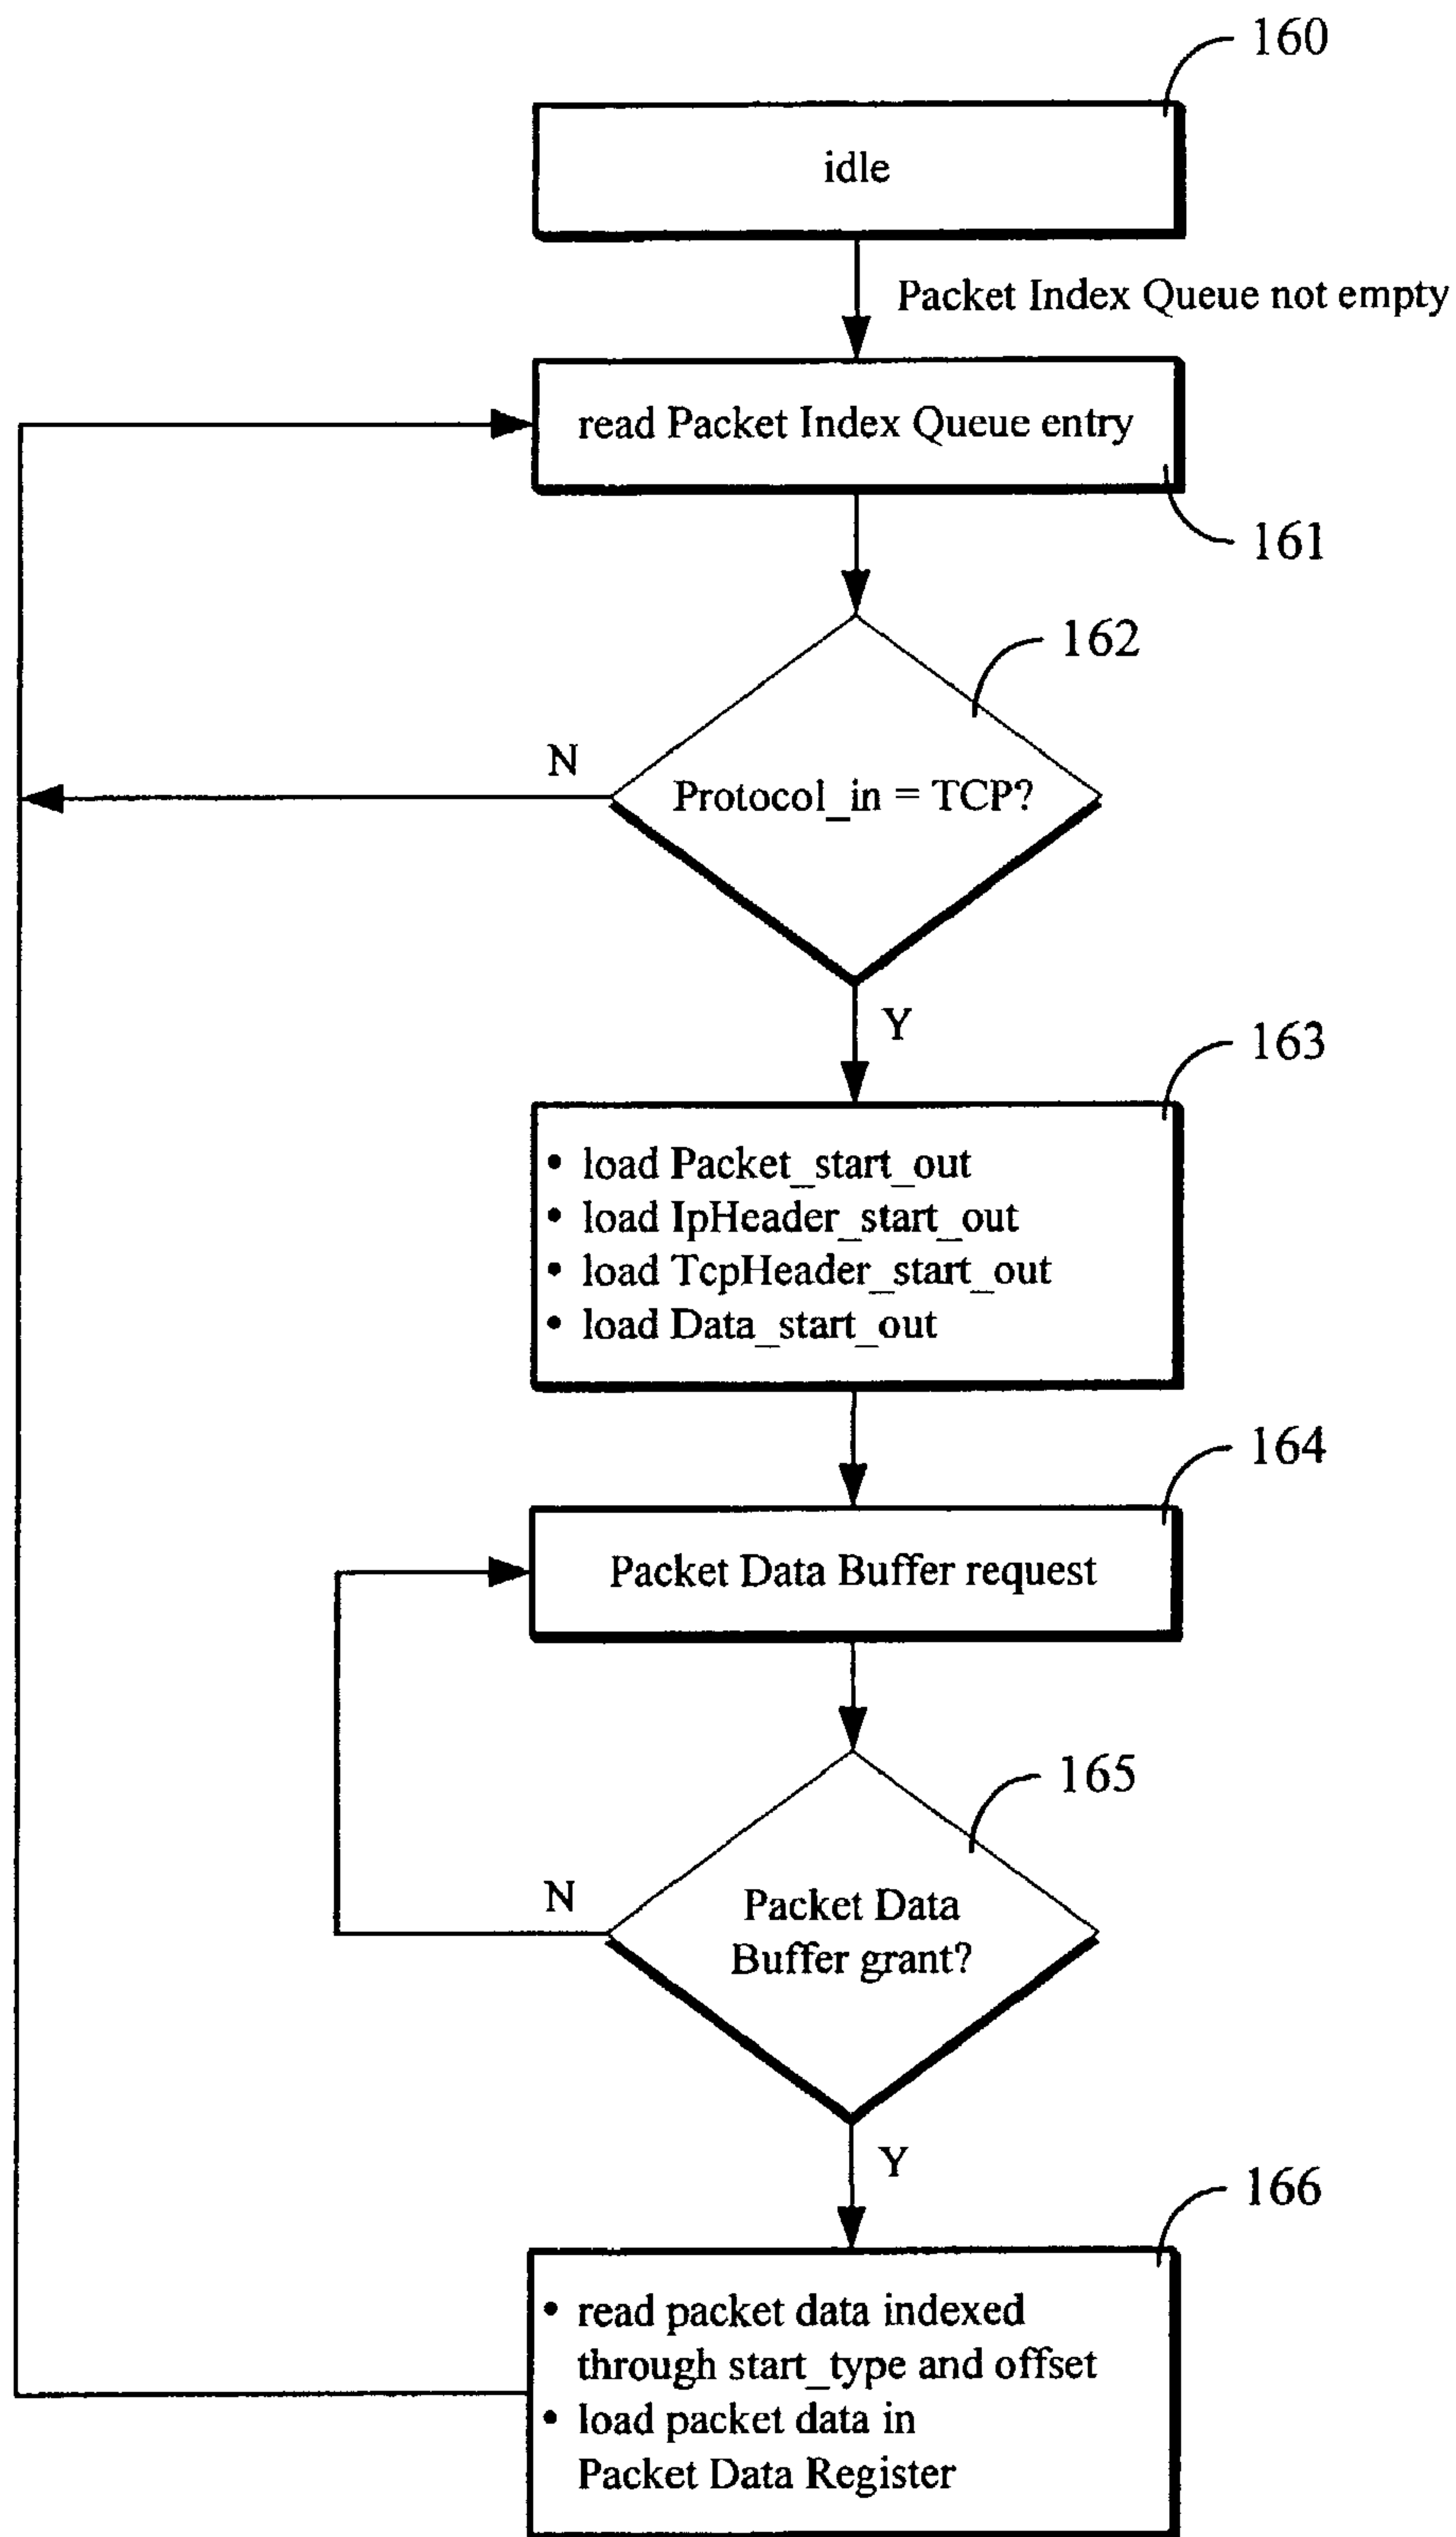 160
idle
Packet Index Queue not empty
read Packet Index Queue entry
161
162
N
Protocol_in = TCP?
Y
163
• load Packet_start_out
• load IpHeader_start_out
• load TcpHeader_start_out
• load Data_start_out
164
Packet Data Buffer request
165
N
Packet Data
Buffer grant?
Y
166
• read packet data indexed
through start_type and offset
• load packet data in
Packet Data Register